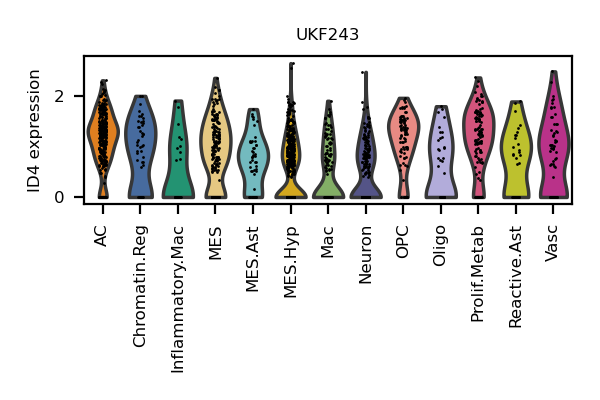 UKF243
ID4 expression
2
0
AC
Chromatin.Reg
Inflammatory.Mac
MES
MES.Ast
MES.Hyp
Mac
Neuron
OPC
Oligo
Prolif.Metab
Reactive.Ast
Vasc